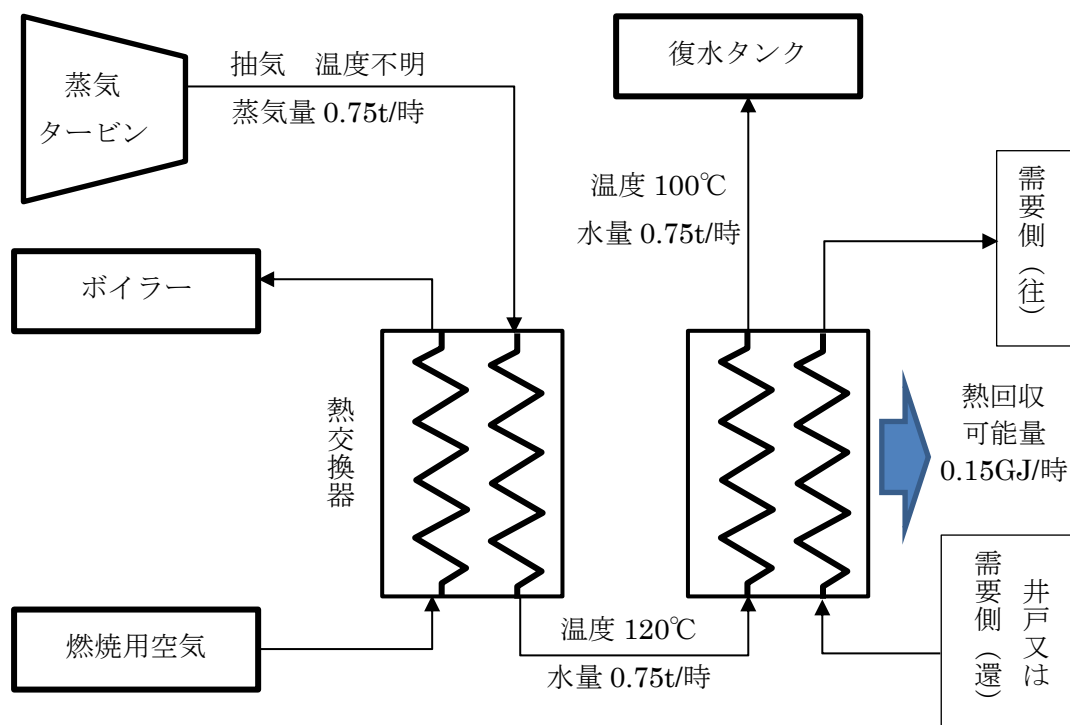 蒸気
タービン
抽気　温度不明
蒸気量 0.75t/時
復水タンク
温度 100℃
水量 0.75t/時
需要側（往）
ボイラー
熱交換器
熱回収
可能量
0.15GJ/時
燃焼用空気
温度 120℃
水量 0.75t/時
井戸又は
需要側（還）